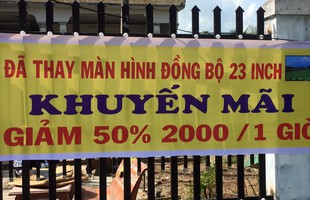 ĐÃ THAY MÀN HÌNH ĐỒNG BỘ 23 INCH
KHUYẾN MÃI
GIẢM 50% 2000 /1 GIỜ